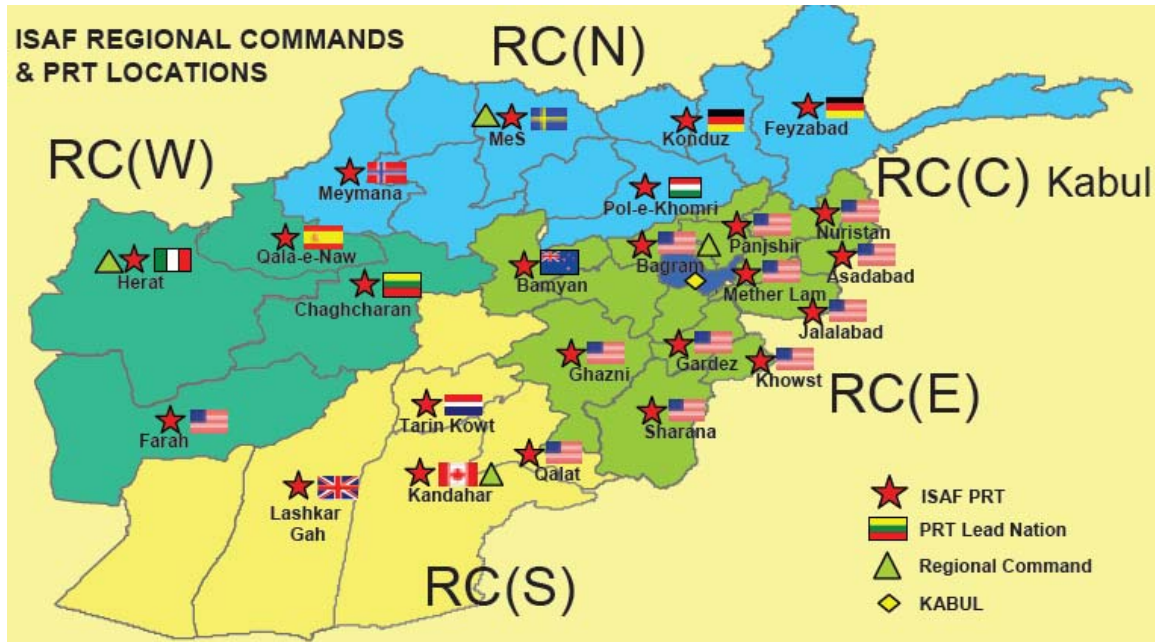 ISAF REGIONAL COMMANDS
& PRT LOCATIONS
RC(N)
RC(W)
RC(C) Kabul
MeS
Konduz
Feyzabad
Meymana
Pol-e-Khomri
Nuristan
Panjshir
Qala-e-Naw
Bagram
Asadabad
Herat
Bamyan
Mether Lam
Chaghcharan
Jalalabad
Ghazni
Gardez
Khowst
RC(E)
Tarin Kowt
Sharana
Farah
Qalat
Kandahar
Lashkar
Gah
RC(S)
ISAF PRT
PRT Lead Nation
Regional Command
KABUL